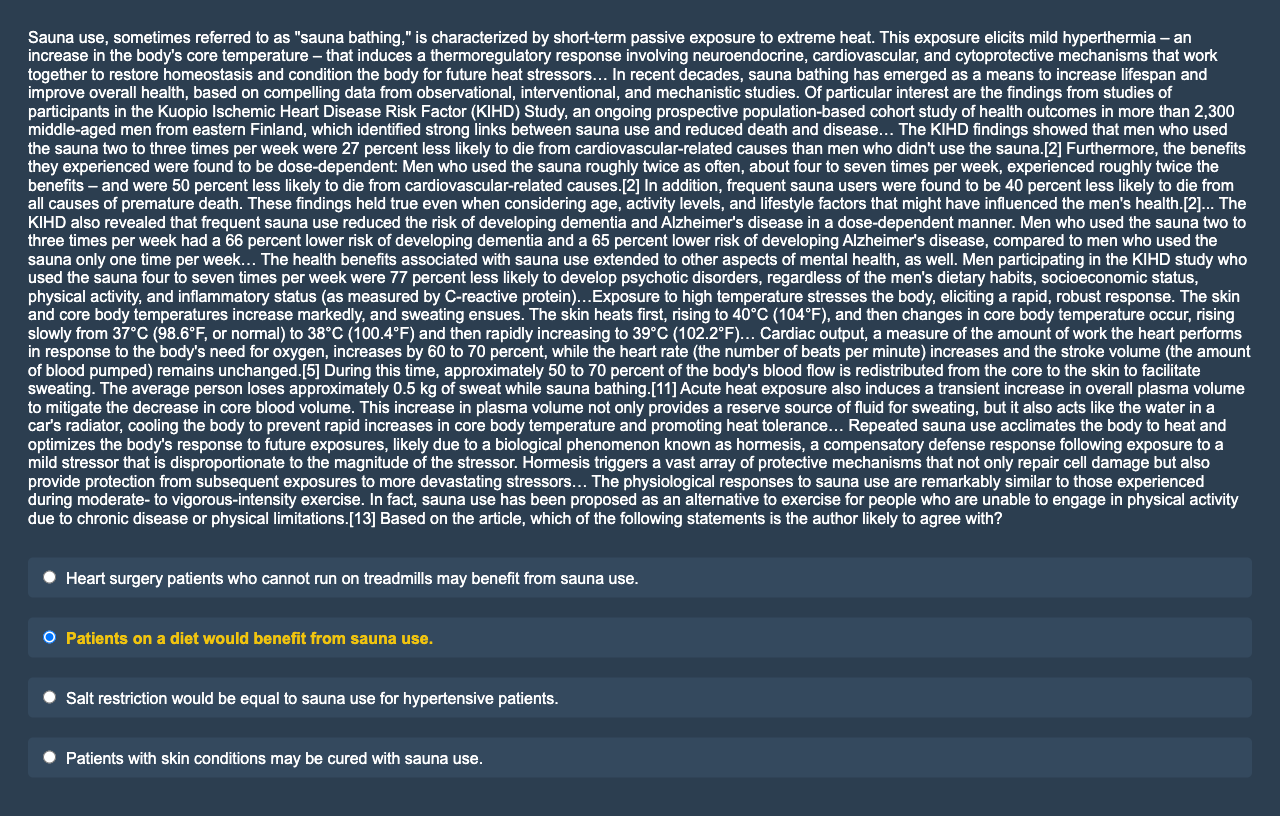 Sauna use, sometimes referred to as "sauna bathing," is characterized by short-term passive exposure to extreme heat. This exposure elicits mild hyperthermia – an
increase in the body's core temperature – that induces a thermoregulatory response involving neuroendocrine, cardiovascular, and cytoprotective mechanisms that work
together to restore homeostasis and condition the body for future heat stressors… In recent decades, sauna bathing has emerged as a means to increase lifespan and
improve overall health, based on compelling data from observational, interventional, and mechanistic studies. Of particular interest are the findings from studies of
participants in the Kuopio Ischemic Heart Disease Risk Factor (KIHD) Study, an ongoing prospective population-based cohort study of health outcomes in more than 2,300
middle-aged men from eastern Finland, which identified strong links between sauna use and reduced death and disease… The KIHD findings showed that men who used
the sauna two to three times per week were 27 percent less likely to die from cardiovascular-related causes than men who didn't use the sauna.[2] Furthermore, the benefits
they experienced were found to be dose-dependent: Men who used the sauna roughly twice as often, about four to seven times per week, experienced roughly twice the
benefits – and were 50 percent less likely to die from cardiovascular-related causes.[2] In addition, frequent sauna users were found to be 40 percent less likely to die from
all causes of premature death. These findings held true even when considering age, activity levels, and lifestyle factors that might have influenced the men's health.[2]... The
KIHD also revealed that frequent sauna use reduced the risk of developing dementia and Alzheimer's disease in a dose-dependent manner. Men who used the sauna two to
three times per week had a 66 percent lower risk of developing dementia and a 65 percent lower risk of developing Alzheimer's disease, compared to men who used the
sauna only one time per week… The health benefits associated with sauna use extended to other aspects of mental health, as well. Men participating in the KIHD study who
used the sauna four to seven times per week were 77 percent less likely to develop psychotic disorders, regardless of the men's dietary habits, socioeconomic status,
physical activity, and inflammatory status (as measured by C-reactive protein)…Exposure to high temperature stresses the body, eliciting a rapid, robust response. The skin
and core body temperatures increase markedly, and sweating ensues. The skin heats first, rising to 40°C (104°F), and then changes in core body temperature occur, rising
slowly from 37°C (98.6°F, or normal) to 38°C (100.4°F) and then rapidly increasing to 39°C (102.2°F)… Cardiac output, a measure of the amount of work the heart performs
in response to the body's need for oxygen, increases by 60 to 70 percent, while the heart rate (the number of beats per minute) increases and the stroke volume (the amount
of blood pumped) remains unchanged.[5] During this time, approximately 50 to 70 percent of the body's blood flow is redistributed from the core to the skin to facilitate
sweating. The average person loses approximately 0.5 kg of sweat while sauna bathing.[11] Acute heat exposure also induces a transient increase in overall plasma volume
to mitigate the decrease in core blood volume. This increase in plasma volume not only provides a reserve source of fluid for sweating, but it also acts like the water in a
car's radiator, cooling the body to prevent rapid increases in core body temperature and promoting heat tolerance… Repeated sauna use acclimates the body to heat and
optimizes the body's response to future exposures, likely due to a biological phenomenon known as hormesis, a compensatory defense response following exposure to a
mild stressor that is disproportionate to the magnitude of the stressor. Hormesis triggers a vast array of protective mechanisms that not only repair cell damage but also
provide protection from subsequent exposures to more devastating stressors… The physiological responses to sauna use are remarkably similar to those experienced
during moderate- to vigorous-intensity exercise. In fact, sauna use has been proposed as an alternative to exercise for people who are unable to engage in physical activity
due to chronic disease or physical limitations.[13] Based on the article, which of the following statements is the author likely to agree with?
Heart surgery patients who cannot run on treadmills may benefit from sauna use.
Patients on a diet would benefit from sauna use.
Salt restriction would be equal to sauna use for hypertensive patients.
Patients with skin conditions may be cured with sauna use.